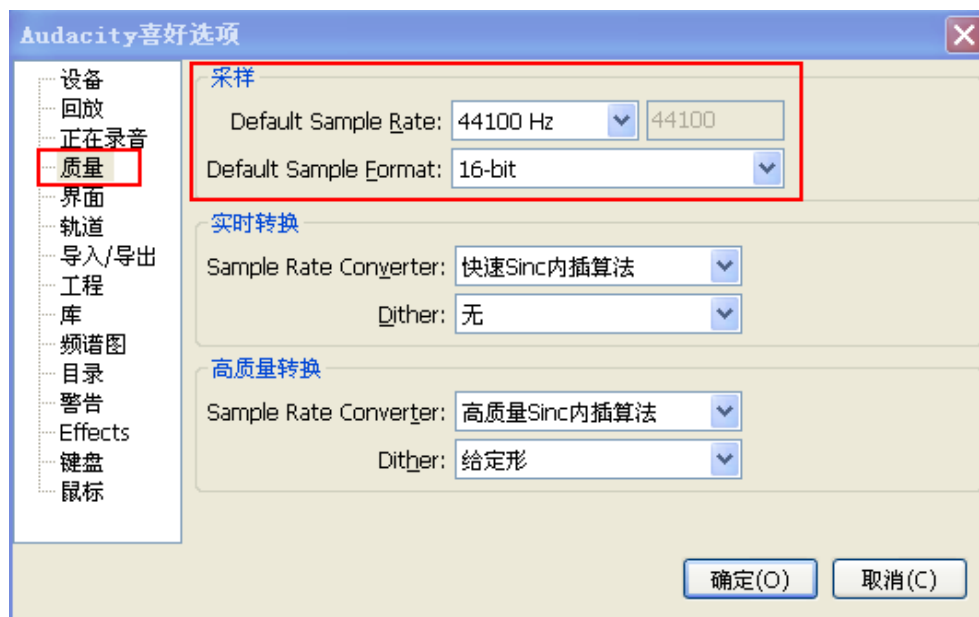 Audacity喜好选项
设备
回放
正在录音
质量
界面
轨道
导入/导出
工程
库
频谱图
目录
警告
Effects
键盘
鼠标
采样
Default Sample Rate: 44100 Hz 44100
Default Sample Format: 16-bit
实时转换
Sample Rate Converter: 快速Sinc内插算法
Dither: 无
高质量转换
Sample Rate Converter: 高质量Sinc内插算法
Dither: 给定形
确定(O) 取消(C)